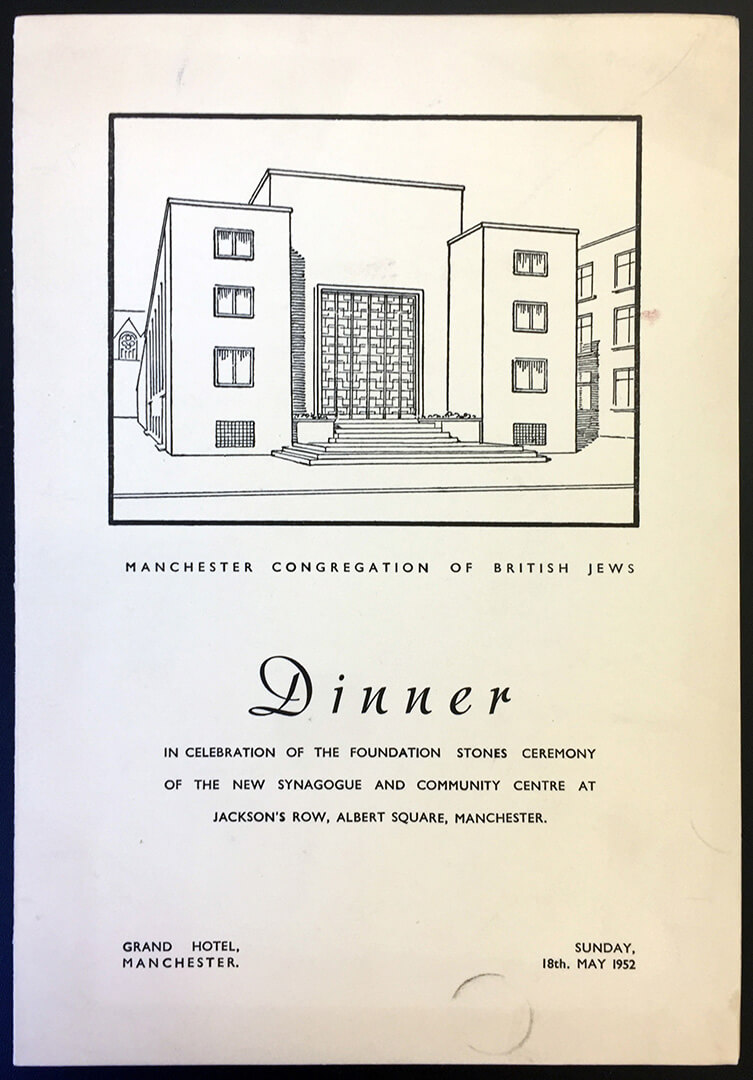 MANCHESTER CONGREGATION OF BRITISH JEWS
Dinner
IN CELEBRATION OF THE FOUNDATION STONES CEREMONY
OF THE NEW SYNAGOGUE AND COMMUNITY CENTRE AT
JACKSON'S ROW, ALBERT SQUARE, MANCHESTER.
GRAND HOTEL,
MANCHESTER.
SUNDAY,
18th. MAY 1952